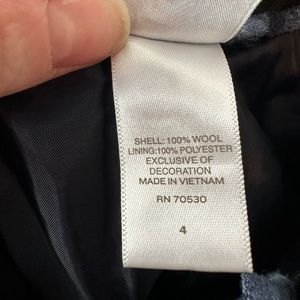 SHELL: 100% WOOL
LINING:100% POLYESTER
EXCLUSIVE OF
DECORATION
MADE IN VIETNAM
RN 70530
4